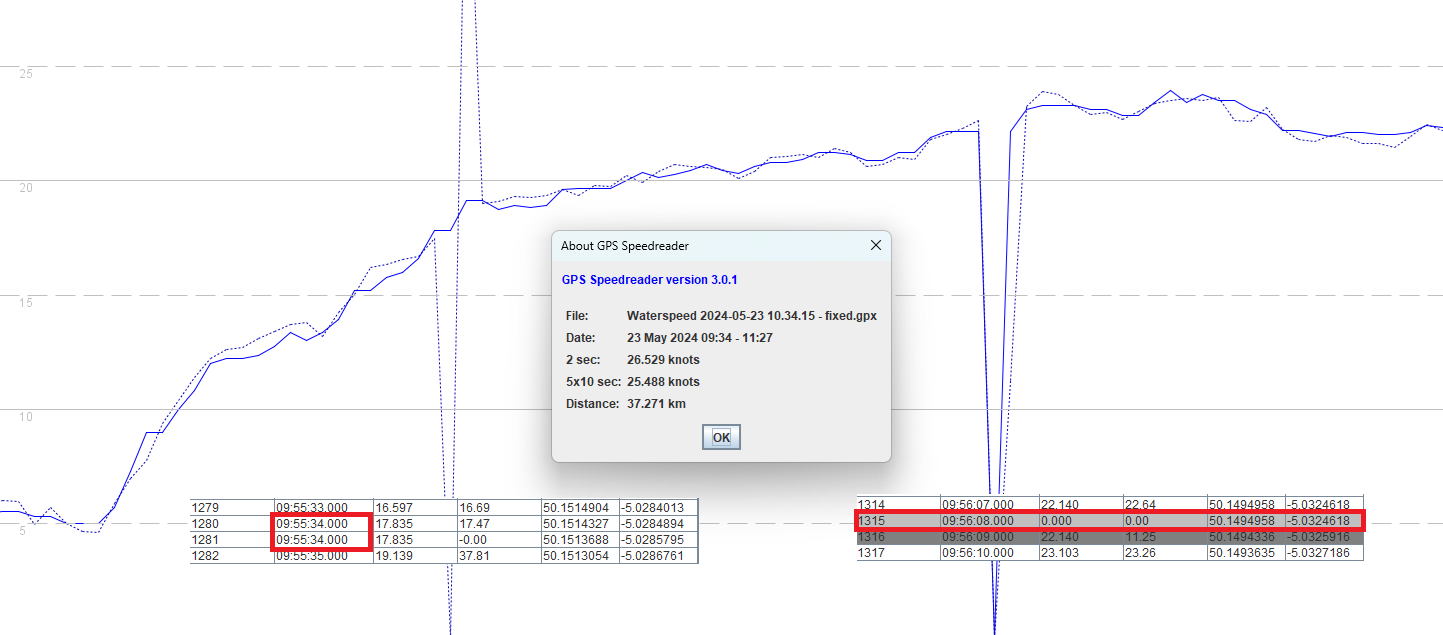 25
20
15
10
5
About GPS Speedreader
GPS Speedreader version 3.0.1
File: Waterspeed 2024-05-23 10.34.15 - fixed.gpx
Date: 23 May 2024 09:34 - 11:27
2 sec: 26.529 knots
5x10 sec: 25.488 knots
Distance: 37.271 km
OK
1279 09:55:33.000 16.597 16.69 50.1514904 -5.0284013
1280 09:55:34.000 17.835 17.47 50.1514327 -5.0284894
1281 09:55:34.000 17.835 -0.00 50.1513688 -5.0285795
1282 09:55:35.000 19.139 37.81 50.1513054 -5.0286761
1314 09:56:07.000 22.140 22.64 50.1494958 -5.0324618
1315 09:56:08.000 0.000 0.00 50.1494958 -5.0324618
1316 09:56:09.000 22.140 11.25 50.1494336 -5.0325916
1317 09:56:10.000 23.103 23.26 50.1493635 -5.0327186